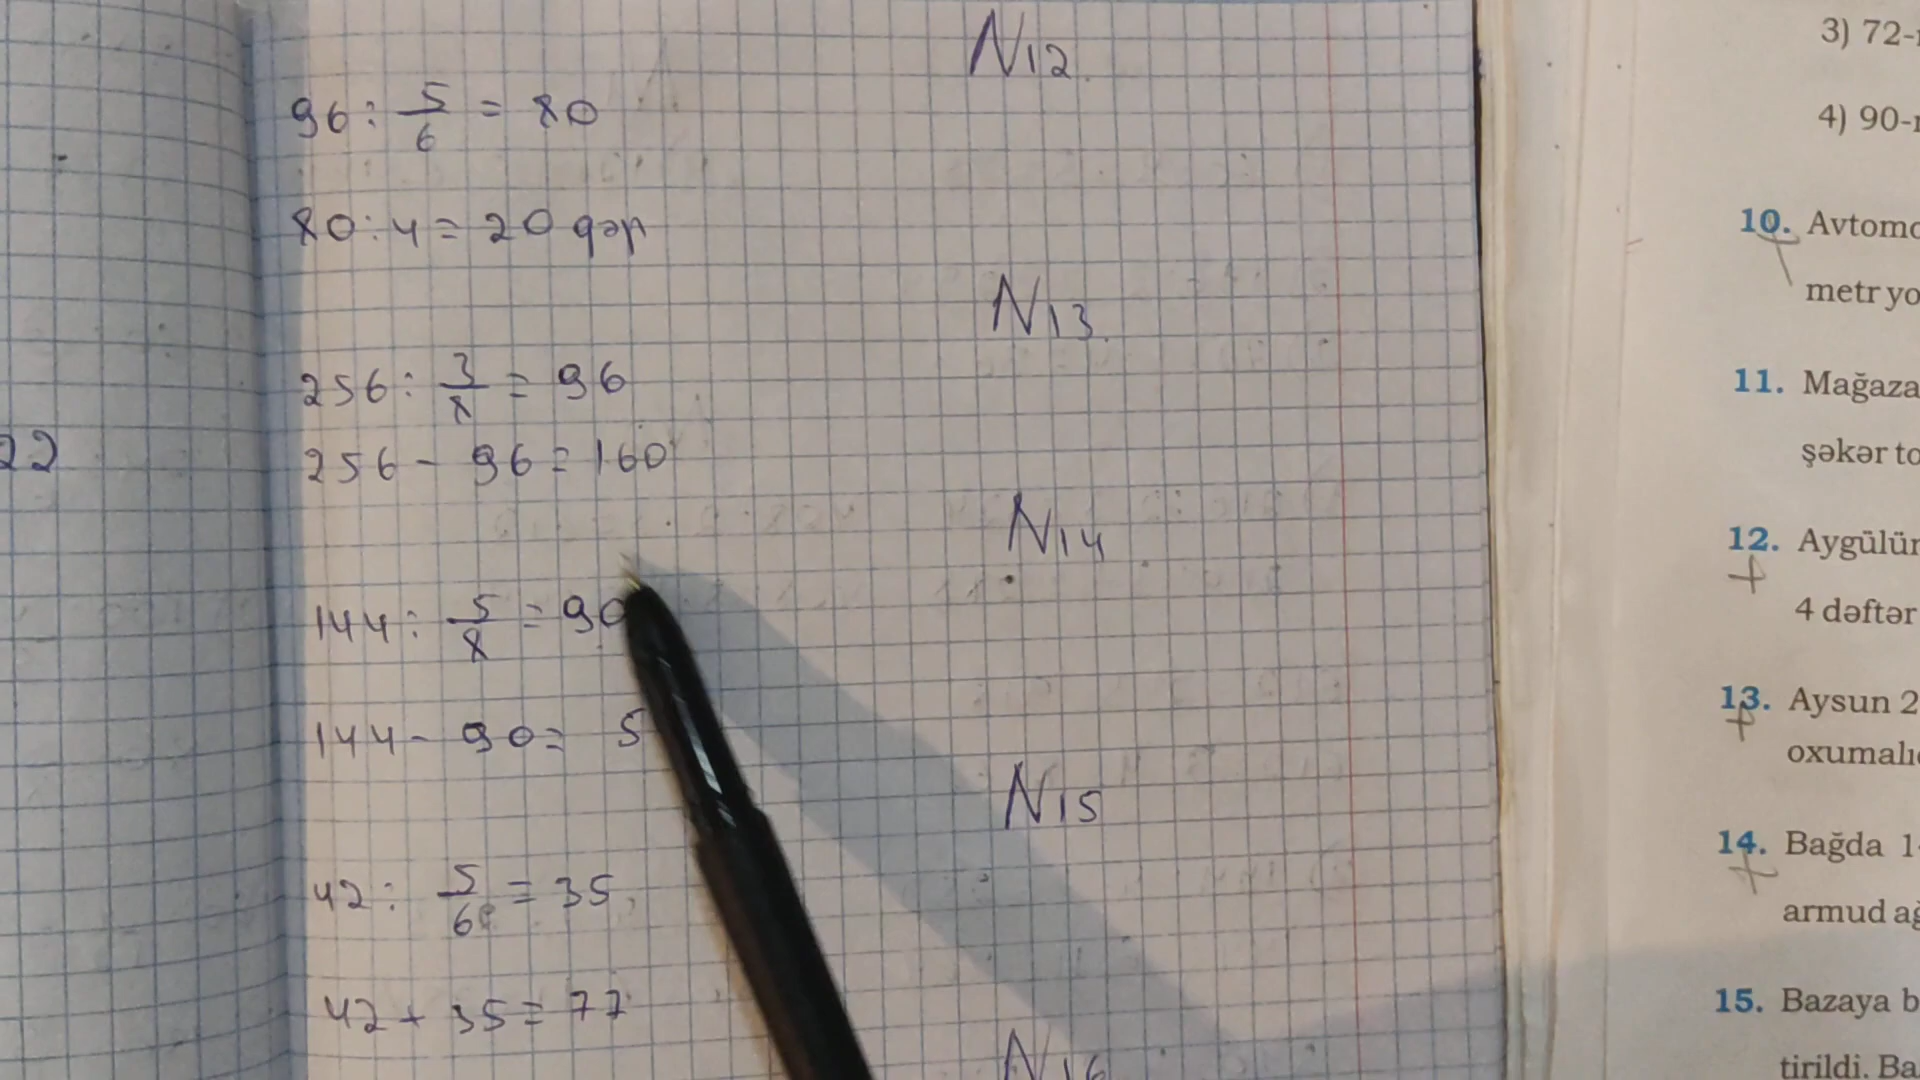 N12
96 : 5/6 = 80
80 : 4 = 20 qəp
N13
256 : 3/8 = 96
256 - 96 = 160
N14
144 : 5/8 = 90
144 - 90 = 5
N15
42 : 5/6 = 35
42 + 35 = 77
N16
22
3) 72-
4) 90-
10. Avtomo
metr yo
11. Mağaza
şəkər to
12. Aygülün
4 dəftər
13. Aysun 2
oxumalı
14. Bağda 1
armud ağ
15. Bazaya b
tirildi. Ba